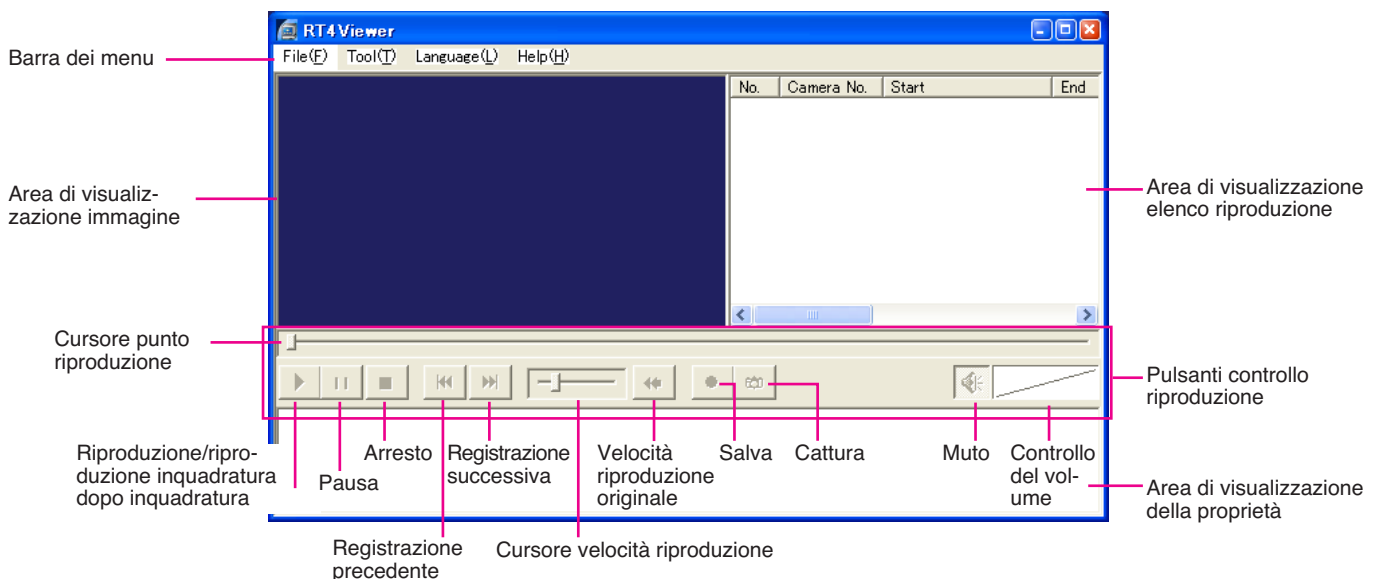 RT4Viewer
Barra dei menu
File(F) Tool(T) Language(L) Help(H)
No. Camera No. Start End
Area di visualiz-
zazione immagine
Area di visualizzazione
elenco riproduzione
Cursore punto
riproduzione
Pulsanti controllo
riproduzione
Riproduzione/ripro-
duzione inquadratura
dopo inquadratura
Pausa
Arresto
Registrazione
successiva
Velocità
riproduzione
originale
Salva
Cattura
Muto
Controllo
del vol-
ume
Area di visualizzazione
della proprietà
Registrazione
precedente
Cursore velocità riproduzione